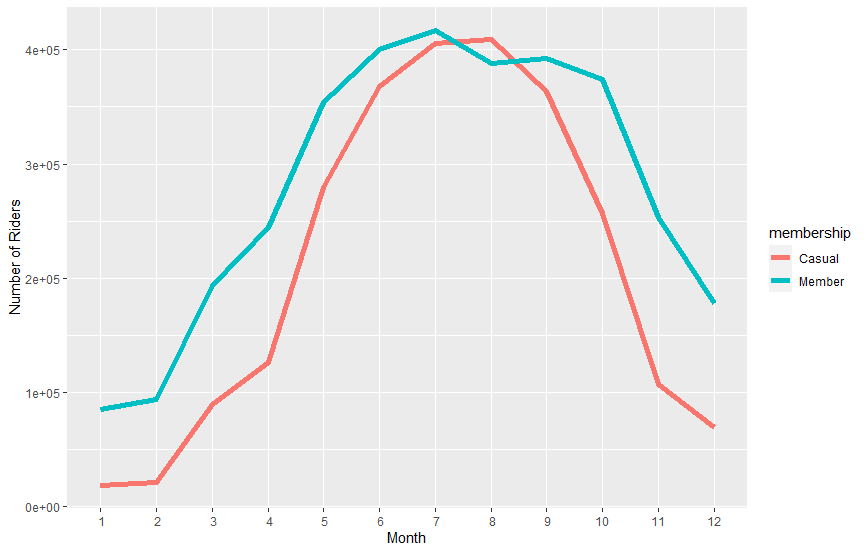 4e+05
3e+05
2e+05
1e+05
0e+00
Number of Riders
1 2 3 4 5 6 7 8 9 10 11 12
Month
membership
Casual
Member